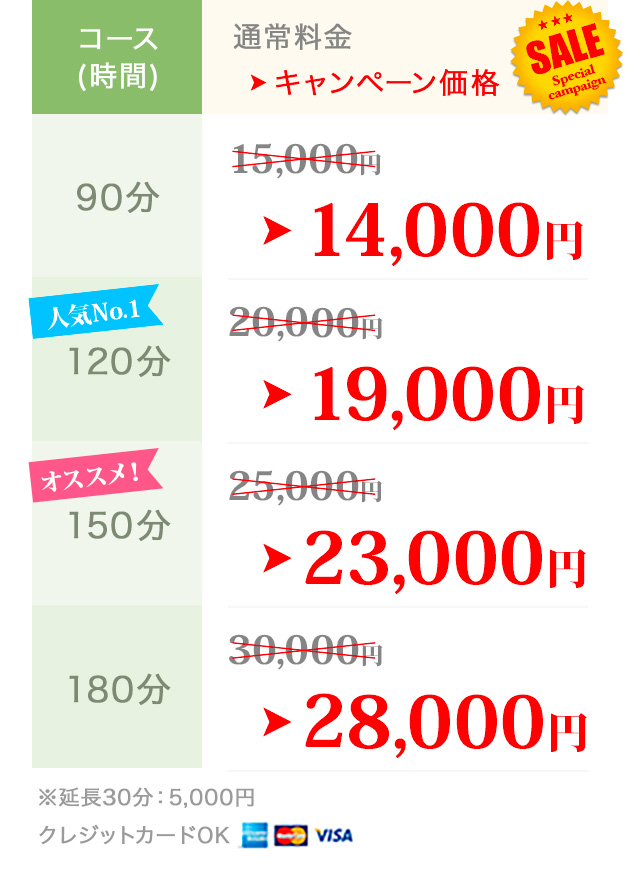 コース
(時間)
通常料金
➤キャンペーン価格
★★★
SALE
Special
campaign
90分
15,000円
➤ 14,000円
人気No.1
120分
20,000円
➤ 19,000円
オススメ!
150分
25,000円
➤ 23,000円
180分
30,000円
➤ 28,000円
※延長30分：5,000円
クレジットカードOK
MasterCard
VISA